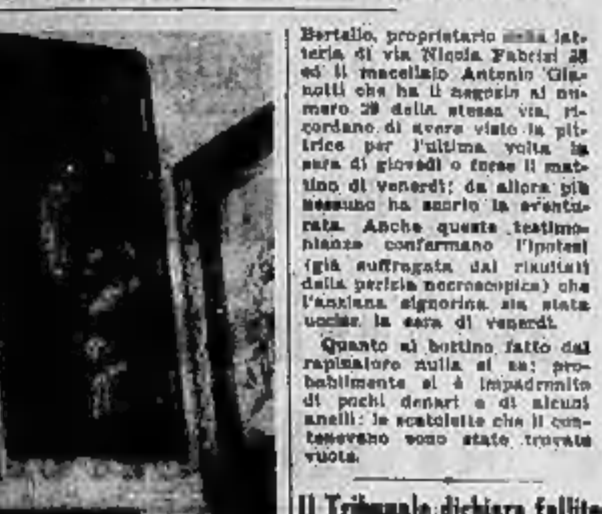 Bertallo, proprietario della lat-
teria di via Nicola Fabrizi 28
ed il macellaio Antonio Gia-
notti che ha il negozio al nu-
mero 29 della stessa via, ri-
cordano di avere visto la pit-
trice per l'ultima volta la
sera di giovedì o forse il mat-
tino di venerdì; da allora più
nessuno ha scorto la sventu-
rata. Anche queste testimo-
nianze confermano l'ipotesi
(già suffragata dai risultati
della perizia necroscopica) che
l'anziana signorina sia stata
uccisa la sera di venerdì.
Quanto al bottino fatto dal
rapinatore nulla si sa; pro-
babilmente si è impadronito
di pochi denari e di alcuni
anelli: le scatolette che li con-
tenevano sono state trovate
vuote.
Il Tribunale dichiara fallita